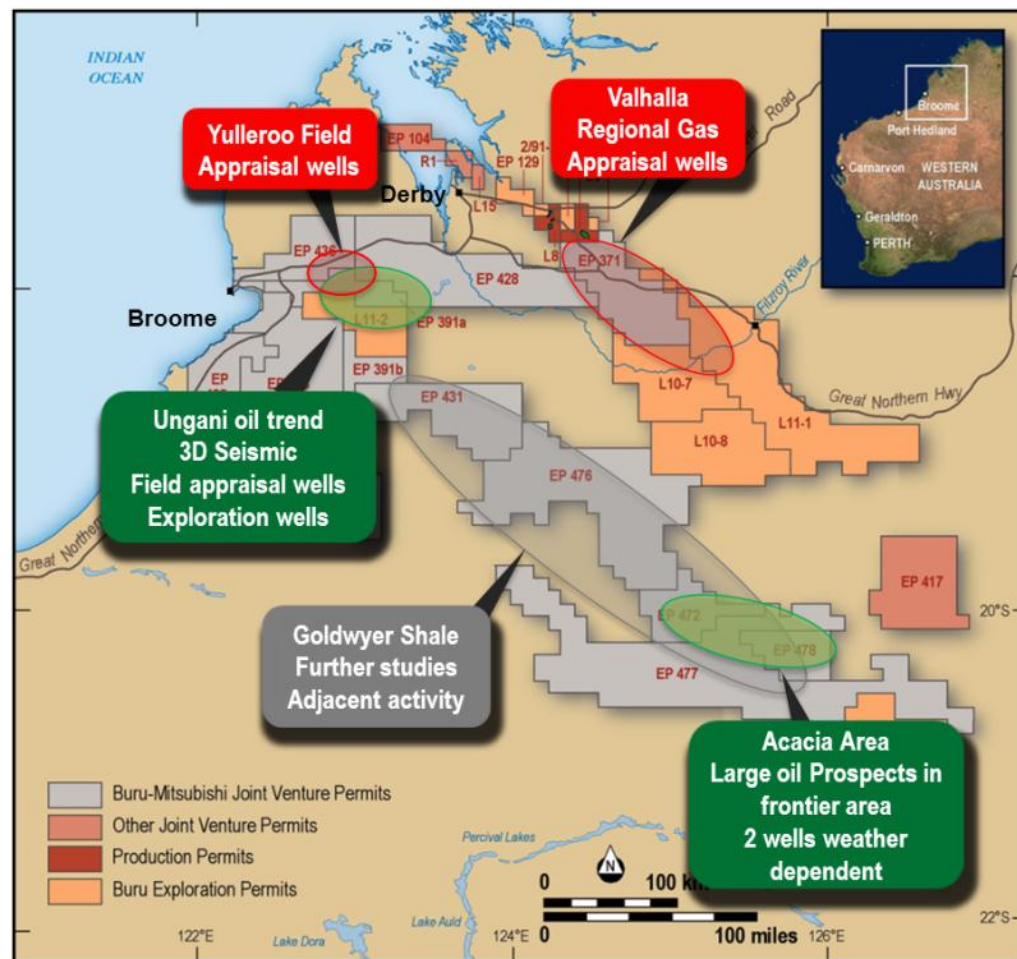 INDIAN
OCEAN
Yulleroo Field
Appraisal wells
Valhalla
Regional Gas
Appraisal wells
Road
Broome
Port Hedland
Carnarvon
WESTERN
AUSTRALIA
Geraldton
PERTH
EP 104
R1
2/91-
EP
129
Derby
L15
L8
EP 371
EP 436
EP 428
Fitzroy River
Broome
L11-2
EP 391a
EP 391b
EP
EP 431
L10-7
L11-1
L10-8
Great Northern Hwy
Ungani oil trend
3D Seismic
Field appraisal wells
Exploration wells
EP 476
Great Northern
EP 417
20°S
EP 472
EP 478
EP 477
Goldwyer Shale
Further studies
Adjacent activity
Acacia Area
Large oil Prospects in
frontier area
2 wells weather
dependent
Buru-Mitsubishi Joint Venture Permits
Other Joint Venture Permits
Production Permits
Buru Exploration Permits
Percival Lakes
N
0 100 km
0 100 miles
Lake Auld
Lake Dora
122°E
124°E
126°E
22°S